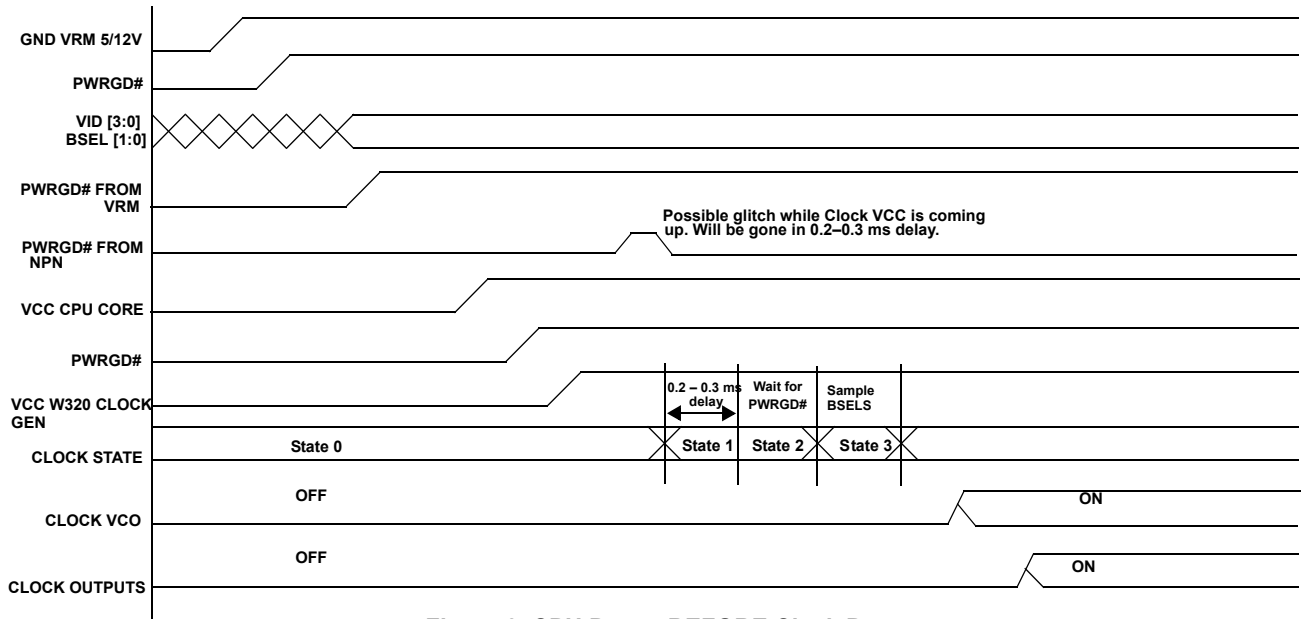 GND VRM 5/12V
PWRGD#
VID [3:0]
BSEL [1:0]
PWRGD# FROM
VRM
Possible glitch while Clock VCC is coming
up. Will be gone in 0.2–0.3 ms delay.
PWRGD# FROM
NPN
VCC CPU CORE
PWRGD#
VCC W320 CLOCK
GEN
0.2 – 0.3 ms
delay
Wait for
PWRGD#
Sample
BSELS
CLOCK STATE
State 0
State 1
State 2
State 3
OFF
ON
CLOCK VCO
OFF
ON
CLOCK OUTPUTS